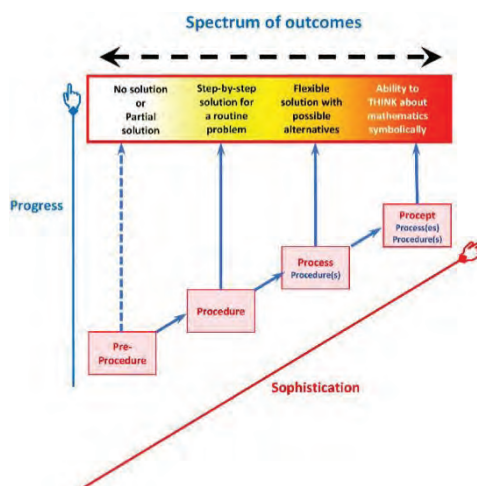 Spectrum of outcomes
No solution
or
Partial
solution
Step-by-step
solution for
a routine
problem
Flexible
solution with
possible
alternatives
Ability to
THINK about
mathematics
symbolically
Progress
Procept
Process(es)
Procedure(s)
Process
Procedure(s)
Procedure
Pre-
Procedure
Sophistication